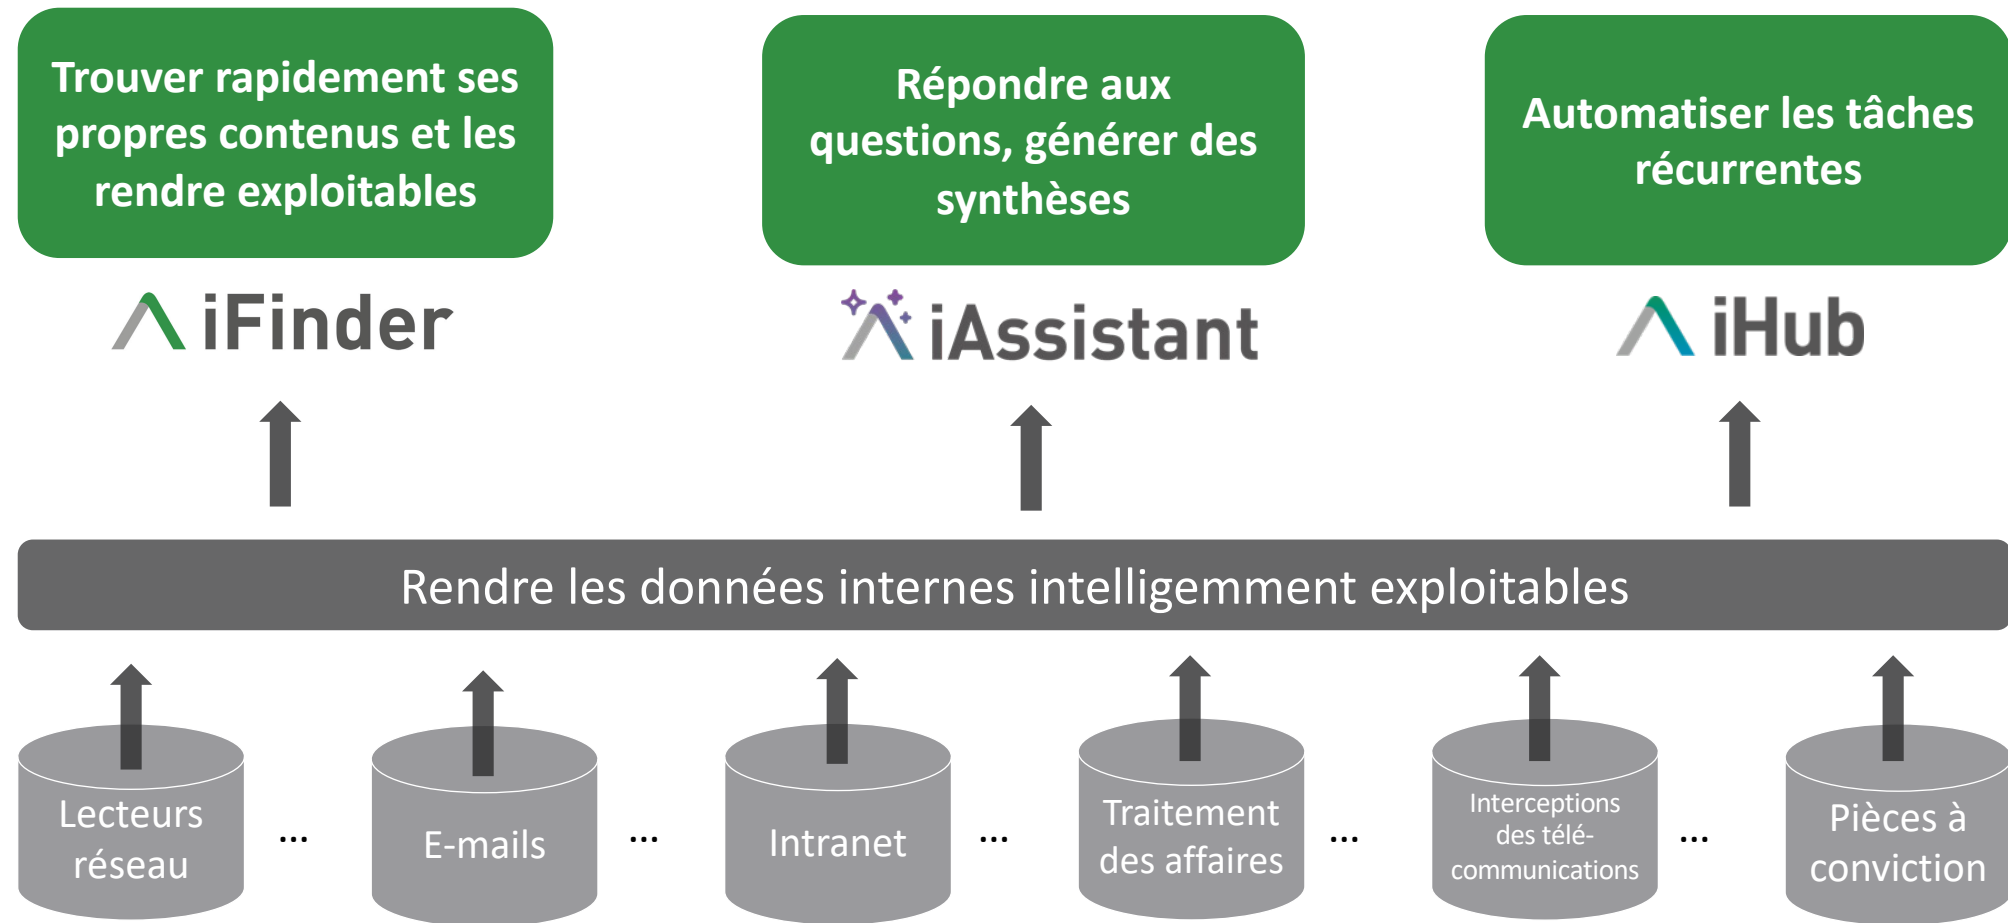 Trouver rapidement ses
propres contenus et les
rendre exploitables
Répondre aux
questions, générer des
synthèses
Automatiser les tâches
récurrentes
iFinder
iAssistant
iHub
Rendre les données internes intelligemment exploitables
Lecteurs
réseau
...
E-mails
...
Intranet
...
Traitement
des affaires
...
Interceptions
des télé-
communications
...
Pièces à
conviction